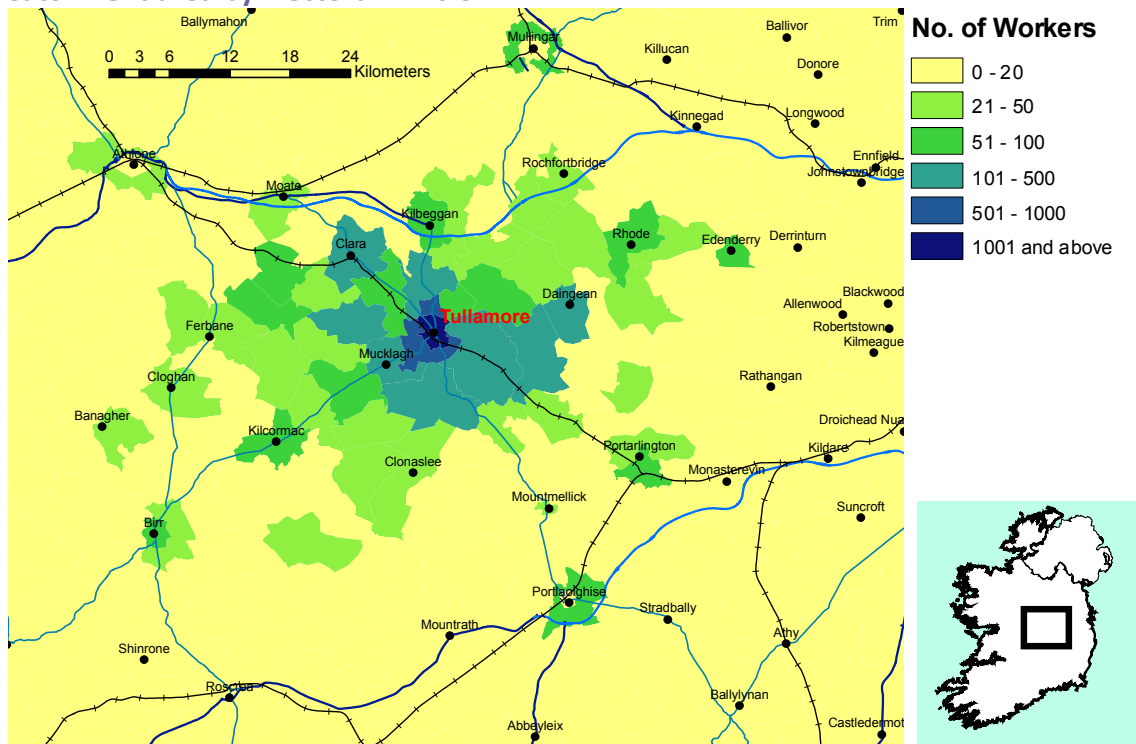 Ballymahon
Mullingar
Killucan
Ballivor
Trim
Donore
0 3 6 12 18 24
Kilometers
Kinnegad
Longwood
Athlone
Moate
Rochfortbridge
Ennfield
Johnstownbridge
Kilbeggan
Clara
Rhode
Edenderry
Derrinturn
Daingean
Blackwood
Allenwood
Tullamore
Robertstown
Ferbane
Kilmeague
Mucklagh
Cloghan
Rathangan
Banagher
Kilcormac
Droichead Nua
Portarlington
Kildare
Clonaslee
Monasterevin
Mountmellick
Suncroft
Birr
Portlaoighise
Stradbally
Mountrath
Athy
Shinrone
Roscrea
Ballylynan
Abbeyleix
Castledermot
No. of Workers
0 - 20
21 - 50
51 - 100
101 - 500
501 - 1000
1001 and above